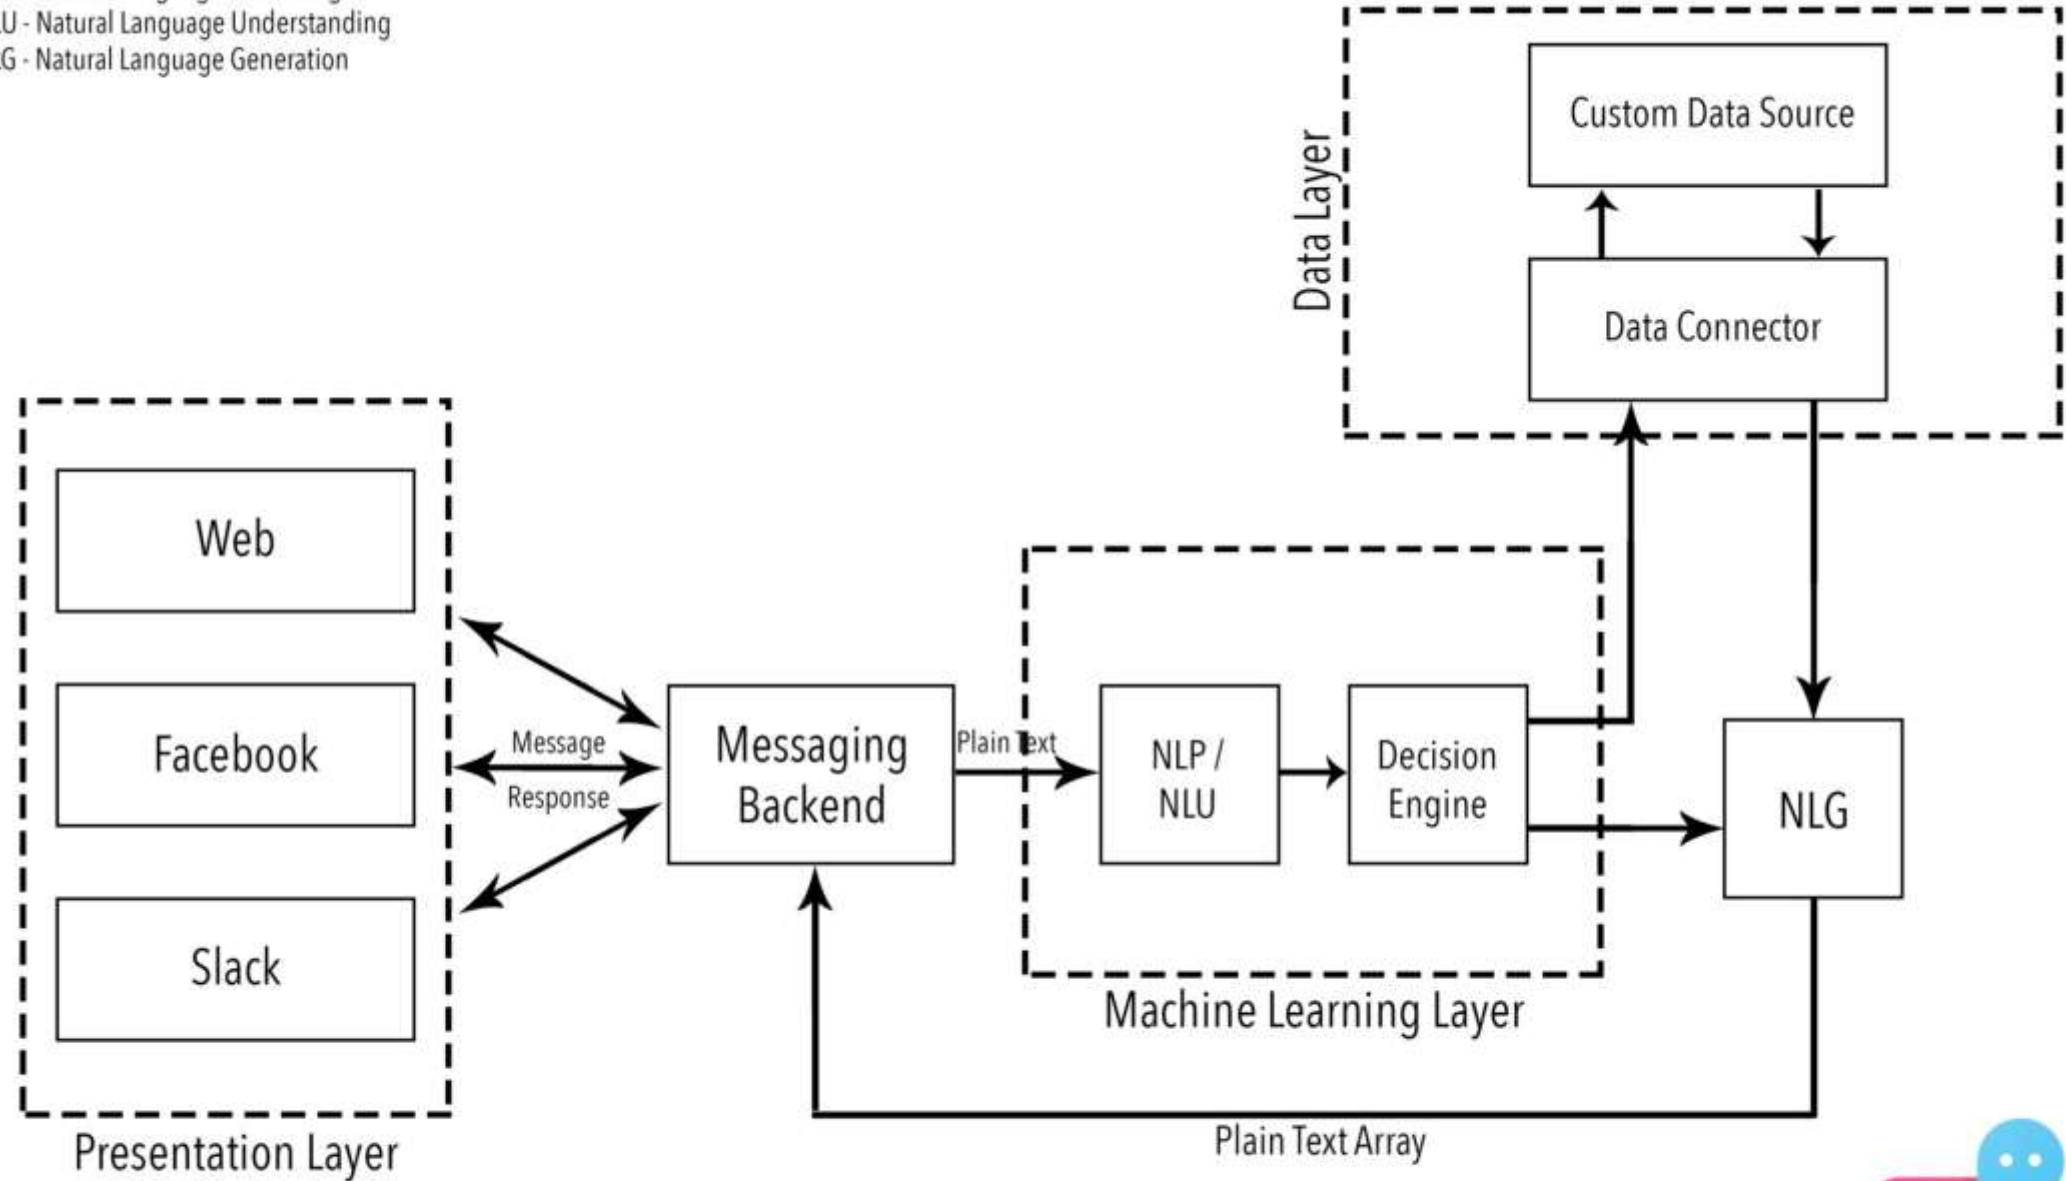 U - Natural Language Understanding
G - Natural Language Generation
Custom Data Source
Data Layer
Data Connector
Web
Facebook
Slack
Presentation Layer
Message
Response
Messaging
Backend
Plain Text
NLP /
NLU
Decision
Engine
NLG
Machine Learning Layer
Plain Text Array